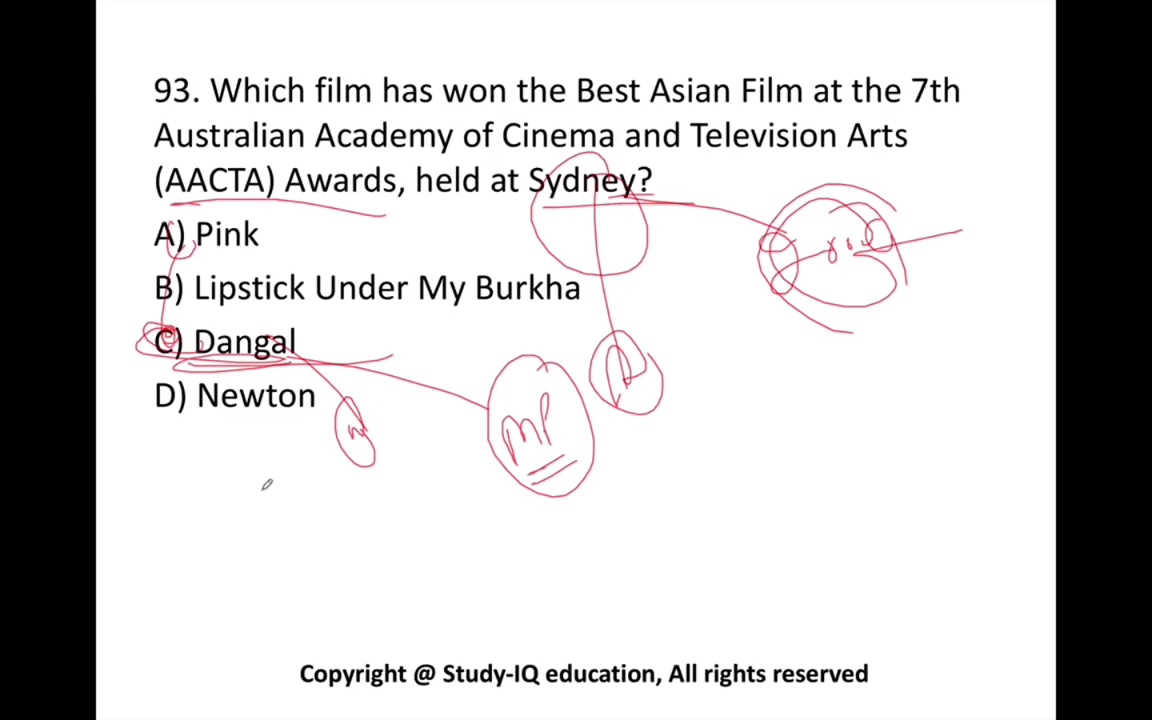 93. Which film has won the Best Asian Film at the 7th
Australian Academy of Cinema and Television Arts
(AACTA) Awards, held at Sydney?
A) Pink
B) Lipstick Under My Burkha
C) Dangal
D) Newton
MP
Copyright @ Study-IQ education, All rights reserved